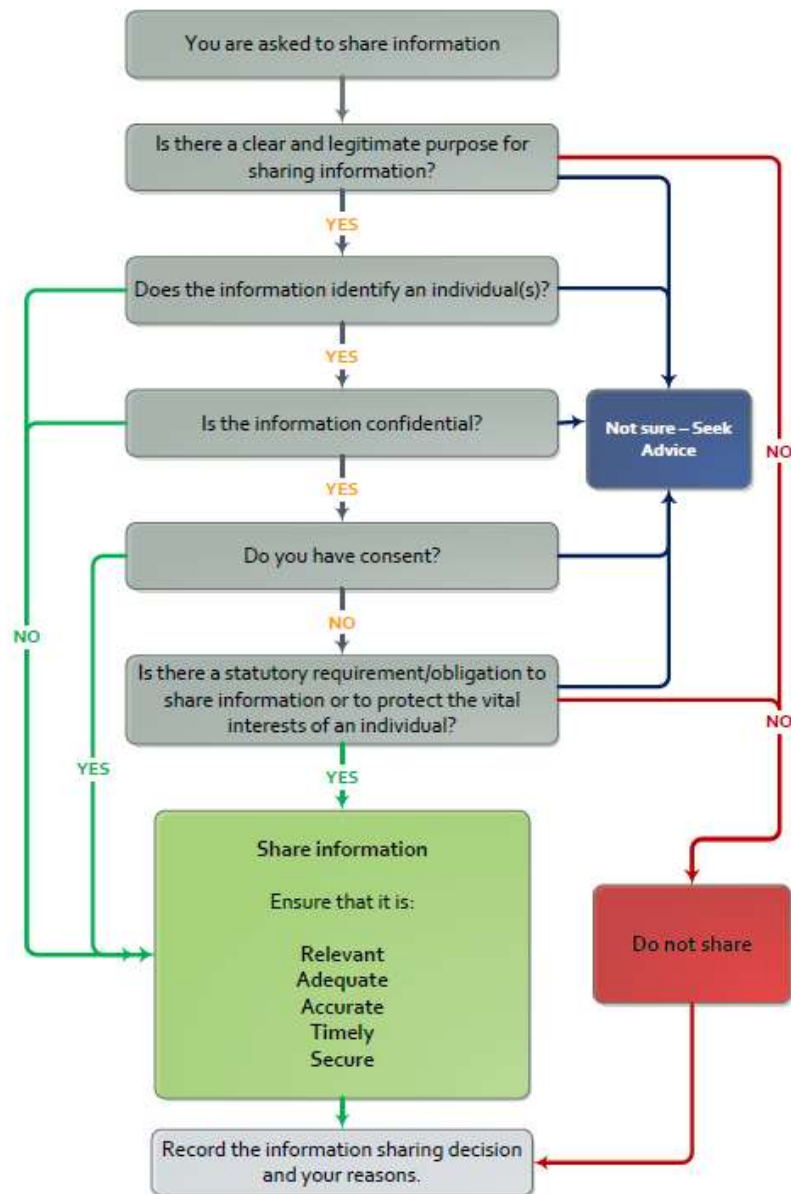 You are asked to share information
Is there a clear and legitimate purpose for
sharing information?
YES
Does the information identify an individual(s)?
YES
Is the information confidential?
Not sure – Seek
Advice
NO
YES
Do you have consent?
NO
NO
Is there a statutory requirement/obligation to
share information or to protect the vital
interests of an individual?
NO
YES
YES
Share information
Ensure that it is:
Relevant
Adequate
Accurate
Timely
Secure
Do not share
Record the information sharing decision
and your reasons.